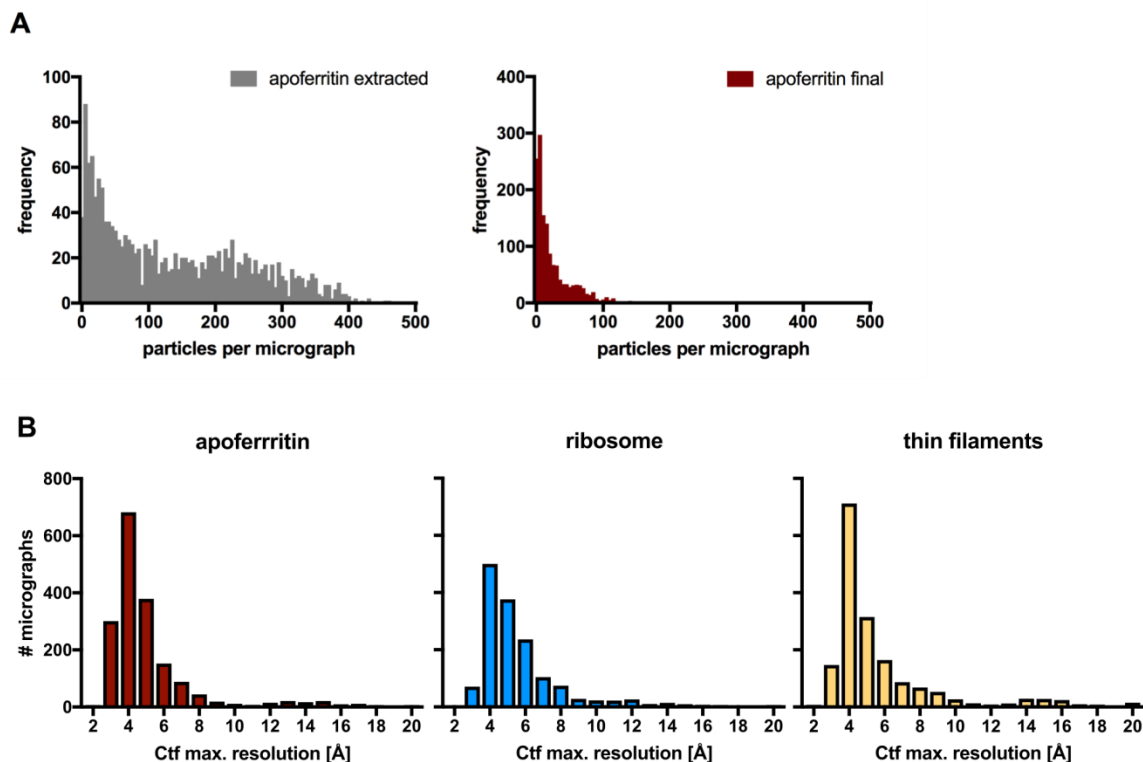 A
apoferritin extracted
frequency
100
80
60
40
20
0
0 100 200 300 400 500
particles per micrograph
apoferritin final
frequency
400
300
200
100
0
0 100 200 300 400 500
particles per micrograph
B
apoferrritin
# micrographs
800
600
400
200
0
2 4 6 8 10 12 14 16 18 20
Ctf max. resolution [Å]
ribosome
2 4 6 8 10 12 14 16 18 20
Ctf max. resolution [Å]
thin filaments
2 4 6 8 10 12 14 16 18 20
Ctf max. resolution [Å]